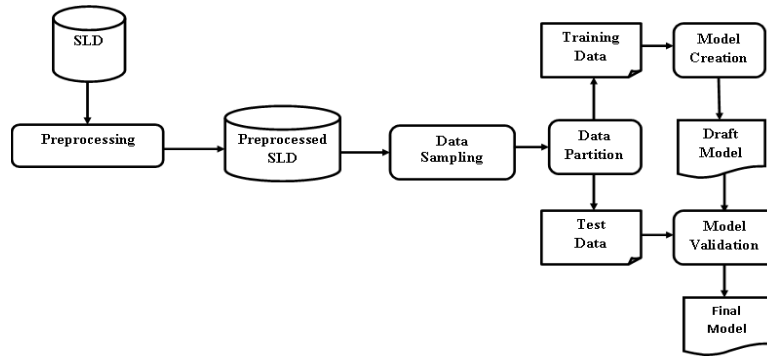 SLD
Preprocessing
Preprocessed
SLD
Data
Sampling
Data
Partition
Training
Data
Model
Creation
Draft
Model
Test
Data
Model
Validation
Final
Model